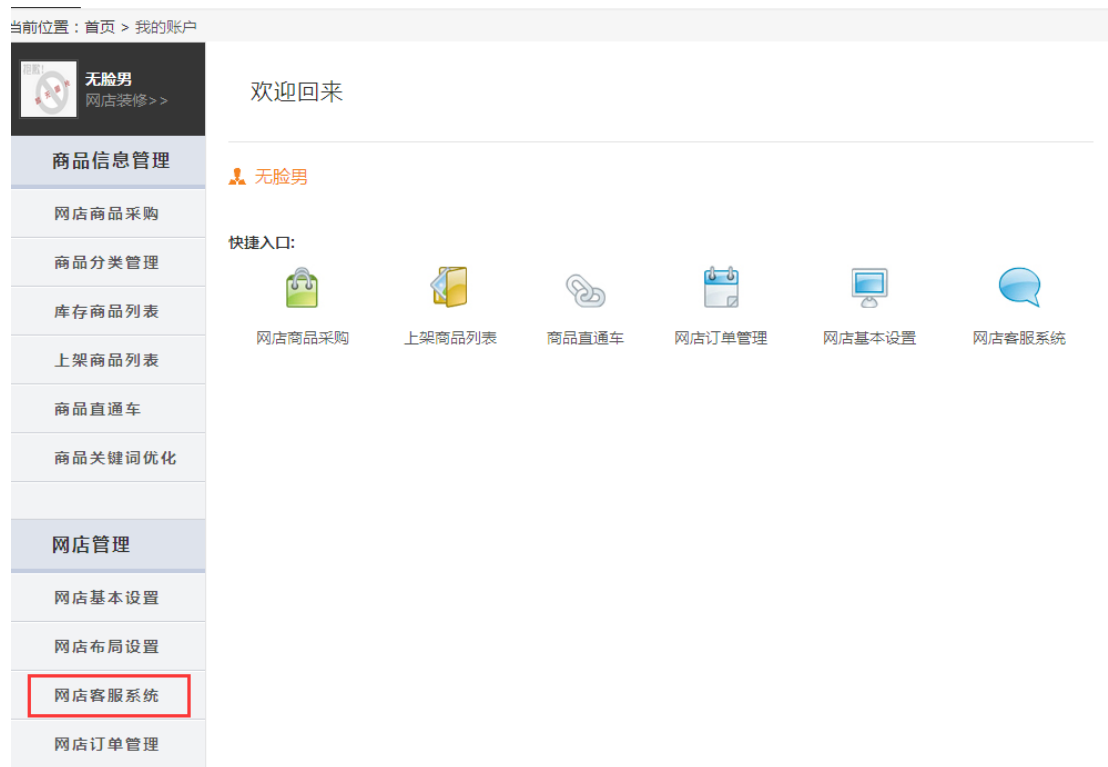 当前位置：首页 > 我的账户
无脸男
网店装修>>
商品信息管理
网店商品采购
商品分类管理
库存商品列表
上架商品列表
商品直通车
商品关键词优化
网店管理
网店基本设置
网店布局设置
网店客服系统
网店订单管理
欢迎回来
无脸男
快捷入口:
网店商品采购 上架商品列表 商品直通车 网店订单管理 网店基本设置 网店客服系统